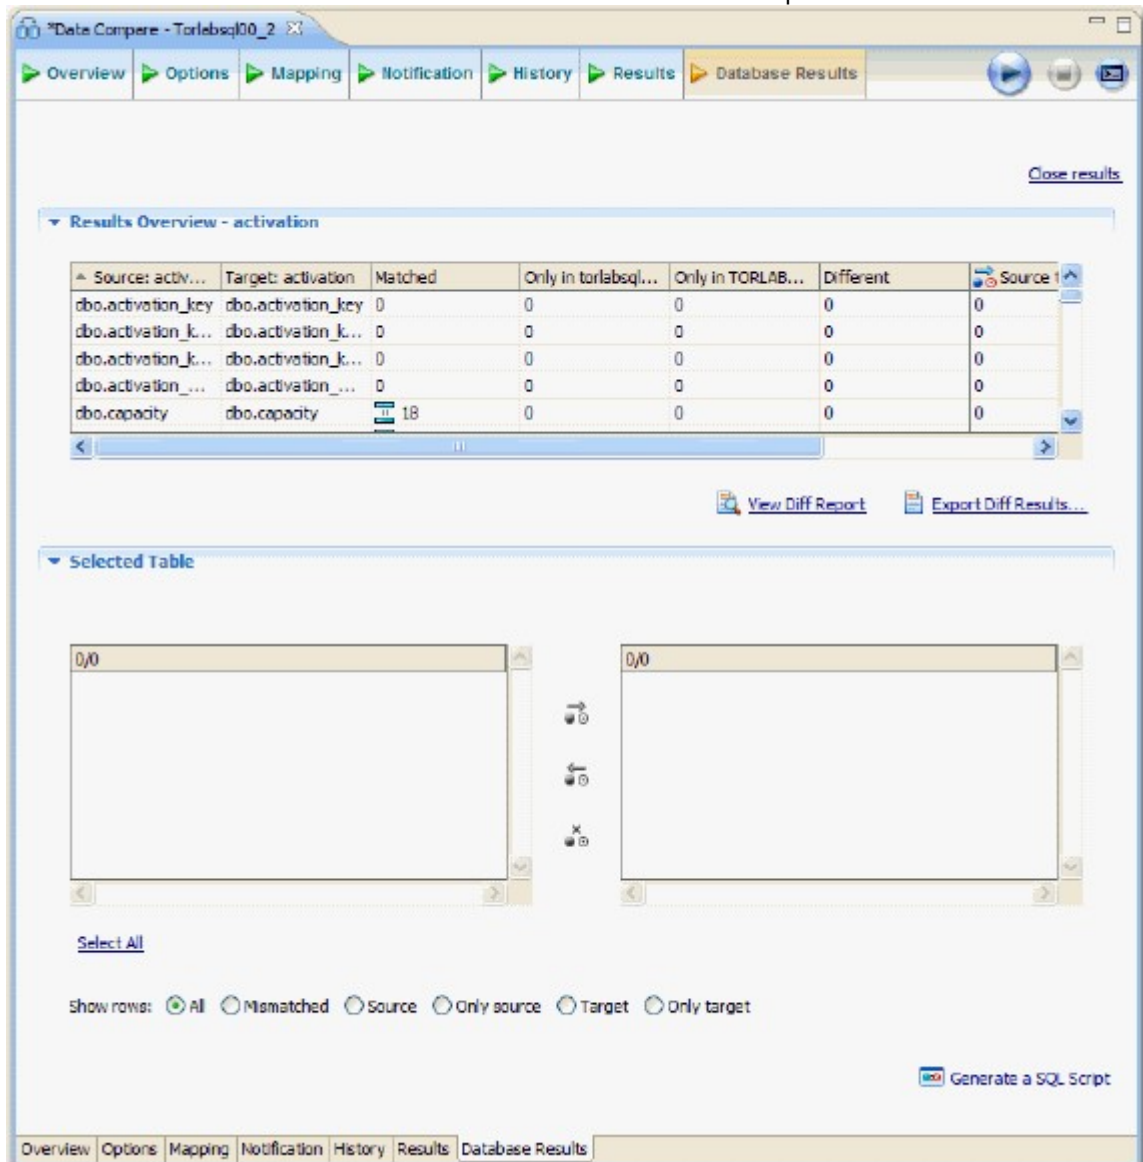 *Data Compare - Torlabsql00_2
Overview Options Mapping Notification History Results Database Results
Close results
Results Overview - activation
Source: activ... Target: activation Matched Only in torlabsql... Only in TORLAB... Different Source t
dbo.activation_key dbo.activation_key 0 0 0 0 0
dbo.activation_k... dbo.activation_k... 0 0 0 0 0
dbo.activation_k... dbo.activation_k... 0 0 0 0 0
dbo.activation_... dbo.activation_... 0 0 0 0 0
dbo.capacity dbo.capacity 18 0 0 0 0
View Diff Report Export Diff Results...
Selected Table
0/0 0/0
Select All
Show rows: All Mismatched Source Only source Target Only target
Generate a SQL Script
Overview Options Mapping Notification History Results Database Results